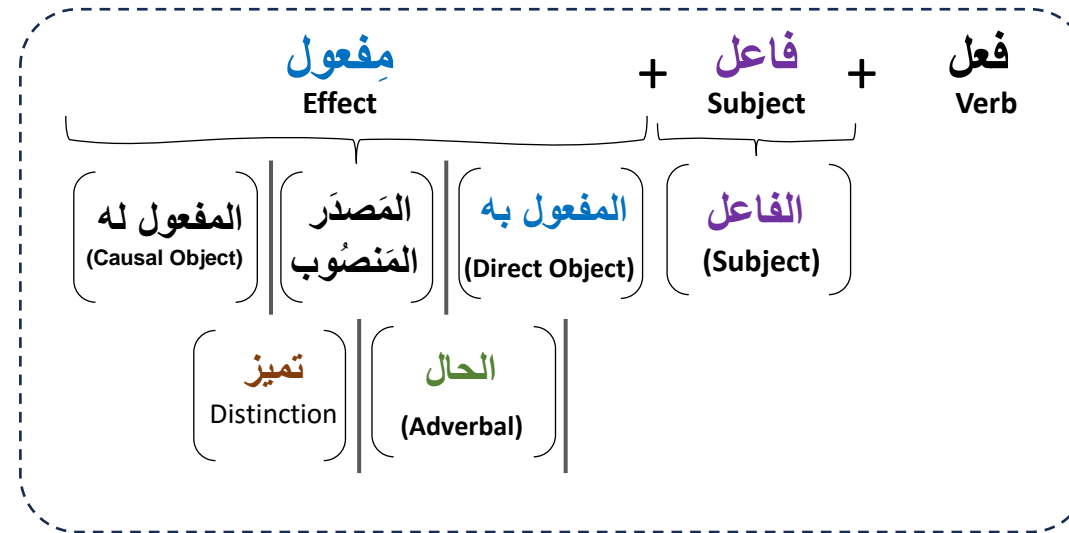 فعل + فاعل + مِفعول
Verb Subject Effect
الفاعل
(Subject)
المفعول به
(Direct Object)
المَصدَر
المَنصُوب
المفعول له
(Causal Object)
الحال
(Adverbal)
تميز
Distinction